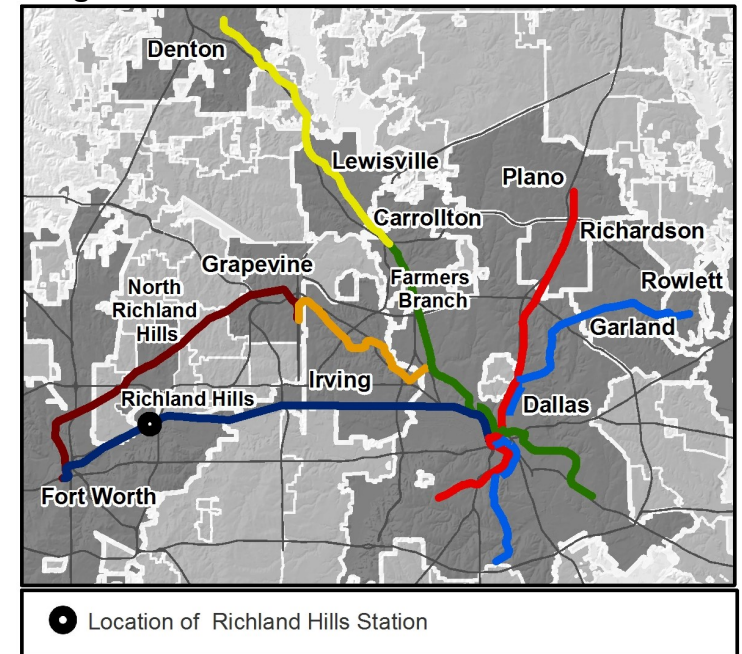 Denton
Lewisville
Plano
Carrollton
Richardson
Grapevine
Farmers
Branch
Rowlett
North
Richland
Hills
Garland
Irving
Richland Hills
Dallas
Fort Worth
Location of Richland Hills Station